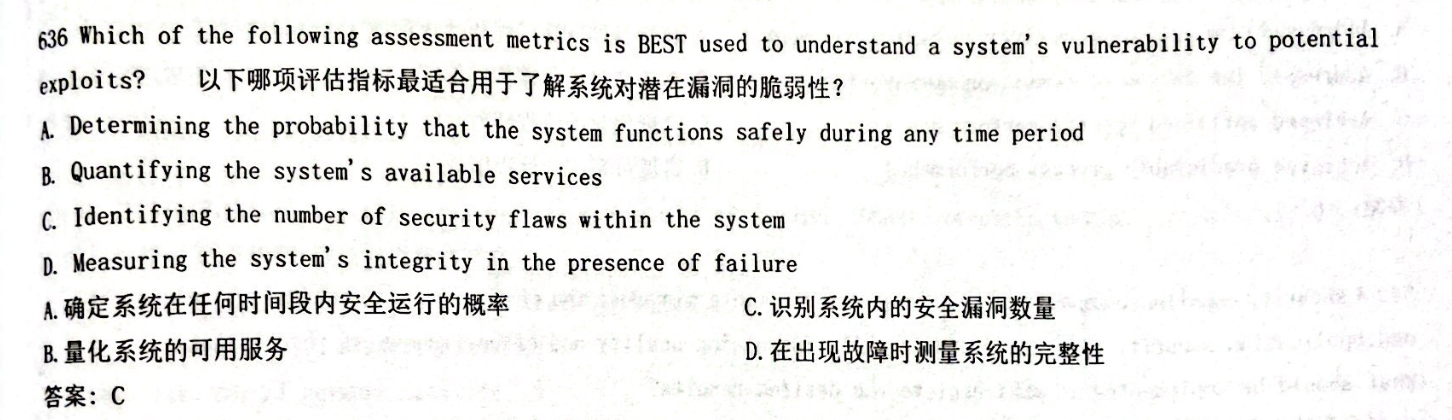 636 Which of the following assessment metrics is BEST used to understand a system's vulnerability to potential
exploits? 以下哪项评估指标最适合用于了解系统对潜在漏洞的脆弱性?
A. Determining the probability that the system functions safely during any time period
B. Quantifying the system's available services
C. Identifying the number of security flaws within the system
D. Measuring the system's integrity in the presence of failure
A. 确定系统在任何时间段内安全运行的概率 C. 识别系统内的安全漏洞数量
B. 量化系统的可用服务 D. 在出现故障时测量系统的完整性
答案: C